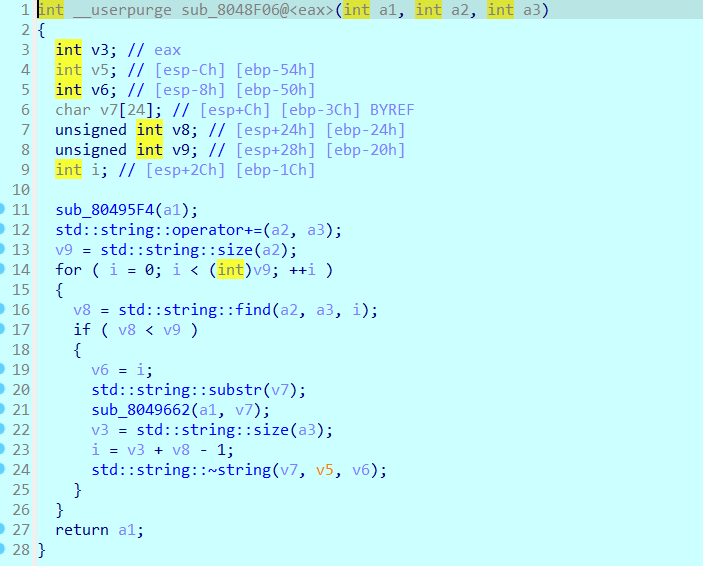 1 int __userpurge sub_8048F06@<eax>(int a1, int a2, int a3)
2 {
3 int v3; // eax
4 int v5; // [esp-Ch] [ebp-54h]
5 int v6; // [esp-8h] [ebp-50h]
6 char v7[24]; // [esp+Ch] [ebp-3Ch] BYREF
7 unsigned int v8; // [esp+24h] [ebp-24h]
8 unsigned int v9; // [esp+28h] [ebp-20h]
9 int i; // [esp+2Ch] [ebp-1Ch]
10
11 sub_80495F4(a1);
12 std::string::operator+=(a2, a3);
13 v9 = std::string::size(a2);
14 for ( i = 0; i < (int)v9; ++i )
15 {
16 v8 = std::string::find(a2, a3, i);
17 if ( v8 < v9 )
18 {
19 v6 = i;
20 std::string::substr(v7);
21 sub_8049662(a1, v7);
22 v3 = std::string::size(a3);
23 i = v3 + v8 - 1;
24 std::string::~string(v7, v5, v6);
25 }
26 }
27 return a1;
28 }